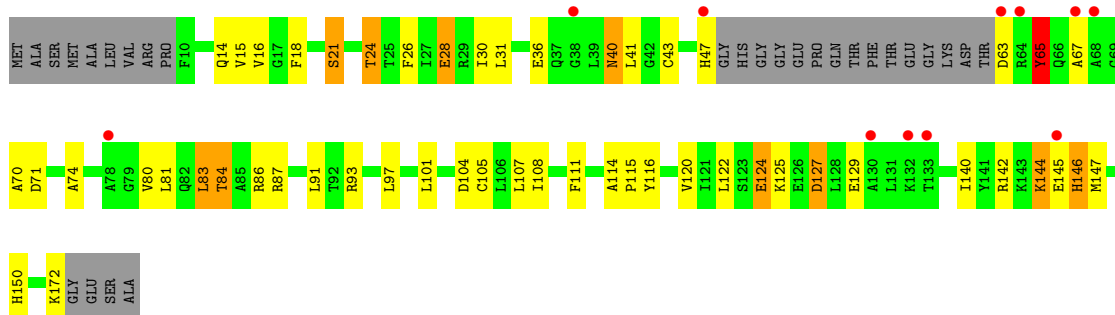 MET ALA SER MET ALA LEU VAL ARG PRO F10 Q14 V15 V16 G17 F18 S21 T24 T25 F26 I27 E28 R29 I30 L31 E36 Q37 G38 L39 N40 L41 G42 C43 H47 GLY HIS GLY GLY GLU PRO GLN THR PHE THR GLU GLY LYS ASP THR D63 R64 Y65 Q66 A67 A68 G69
A70 D71 A74 A78 G79 V80 L81 Q82 L83 T84 A85 R86 R87 L91 T92 R93 L97 L101 D104 C105 L106 L107 I108 F111 A114 P115 Y116 V120 I121 L122 S123 E124 K125 E126 D127 L128 E129 A130 L131 K132 T133 I140 Y141 R142 K143 K144 E145 H146 M147
H150 K172 GLY GLU SER ALA